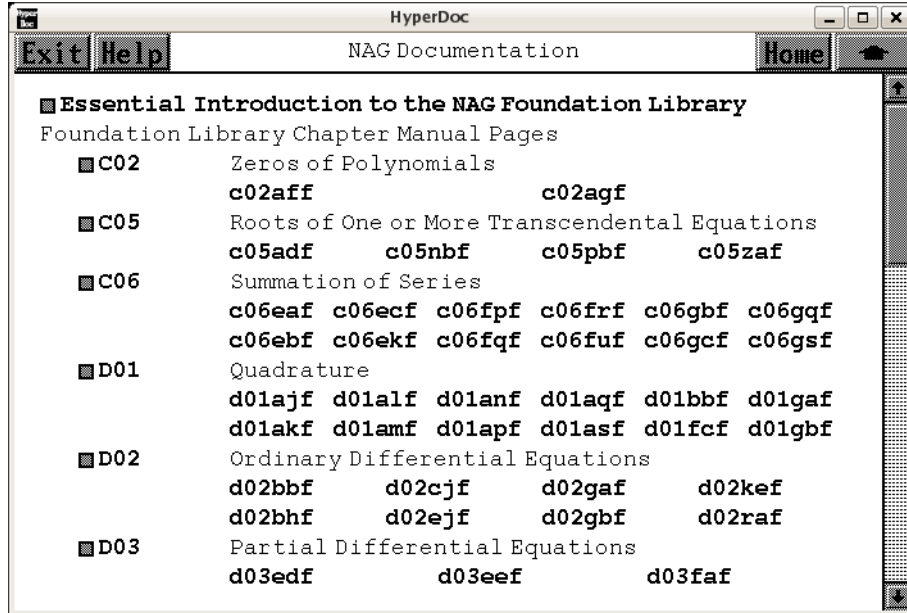 HyperDoc
Exit Help NAG Documentation Home
Essential Introduction to the NAG Foundation Library
Foundation Library Chapter Manual Pages
C02 Zeros of Polynomials
c02aff c02agf
C05 Roots of One or More Transcendental Equations
c05adf c05nbf c05pbf c05zaf
C06 Summation of Series
c06eaf c06ecf c06fpf c06frf c06gbf c06gqf
c06ebf c06ekf c06fqf c06fuf c06gcf c06gsf
D01 Quadrature
d01ajf d01alf d01anf d01aqf d01bbf d01gaf
d01akf d01amf d01apf d01asf d01fcf d01gbf
D02 Ordinary Differential Equations
d02bbf d02cjf d02gaf d02kef
d02bhf d02ejf d02gbf d02raf
D03 Partial Differential Equations
d03edf d03eef d03faf